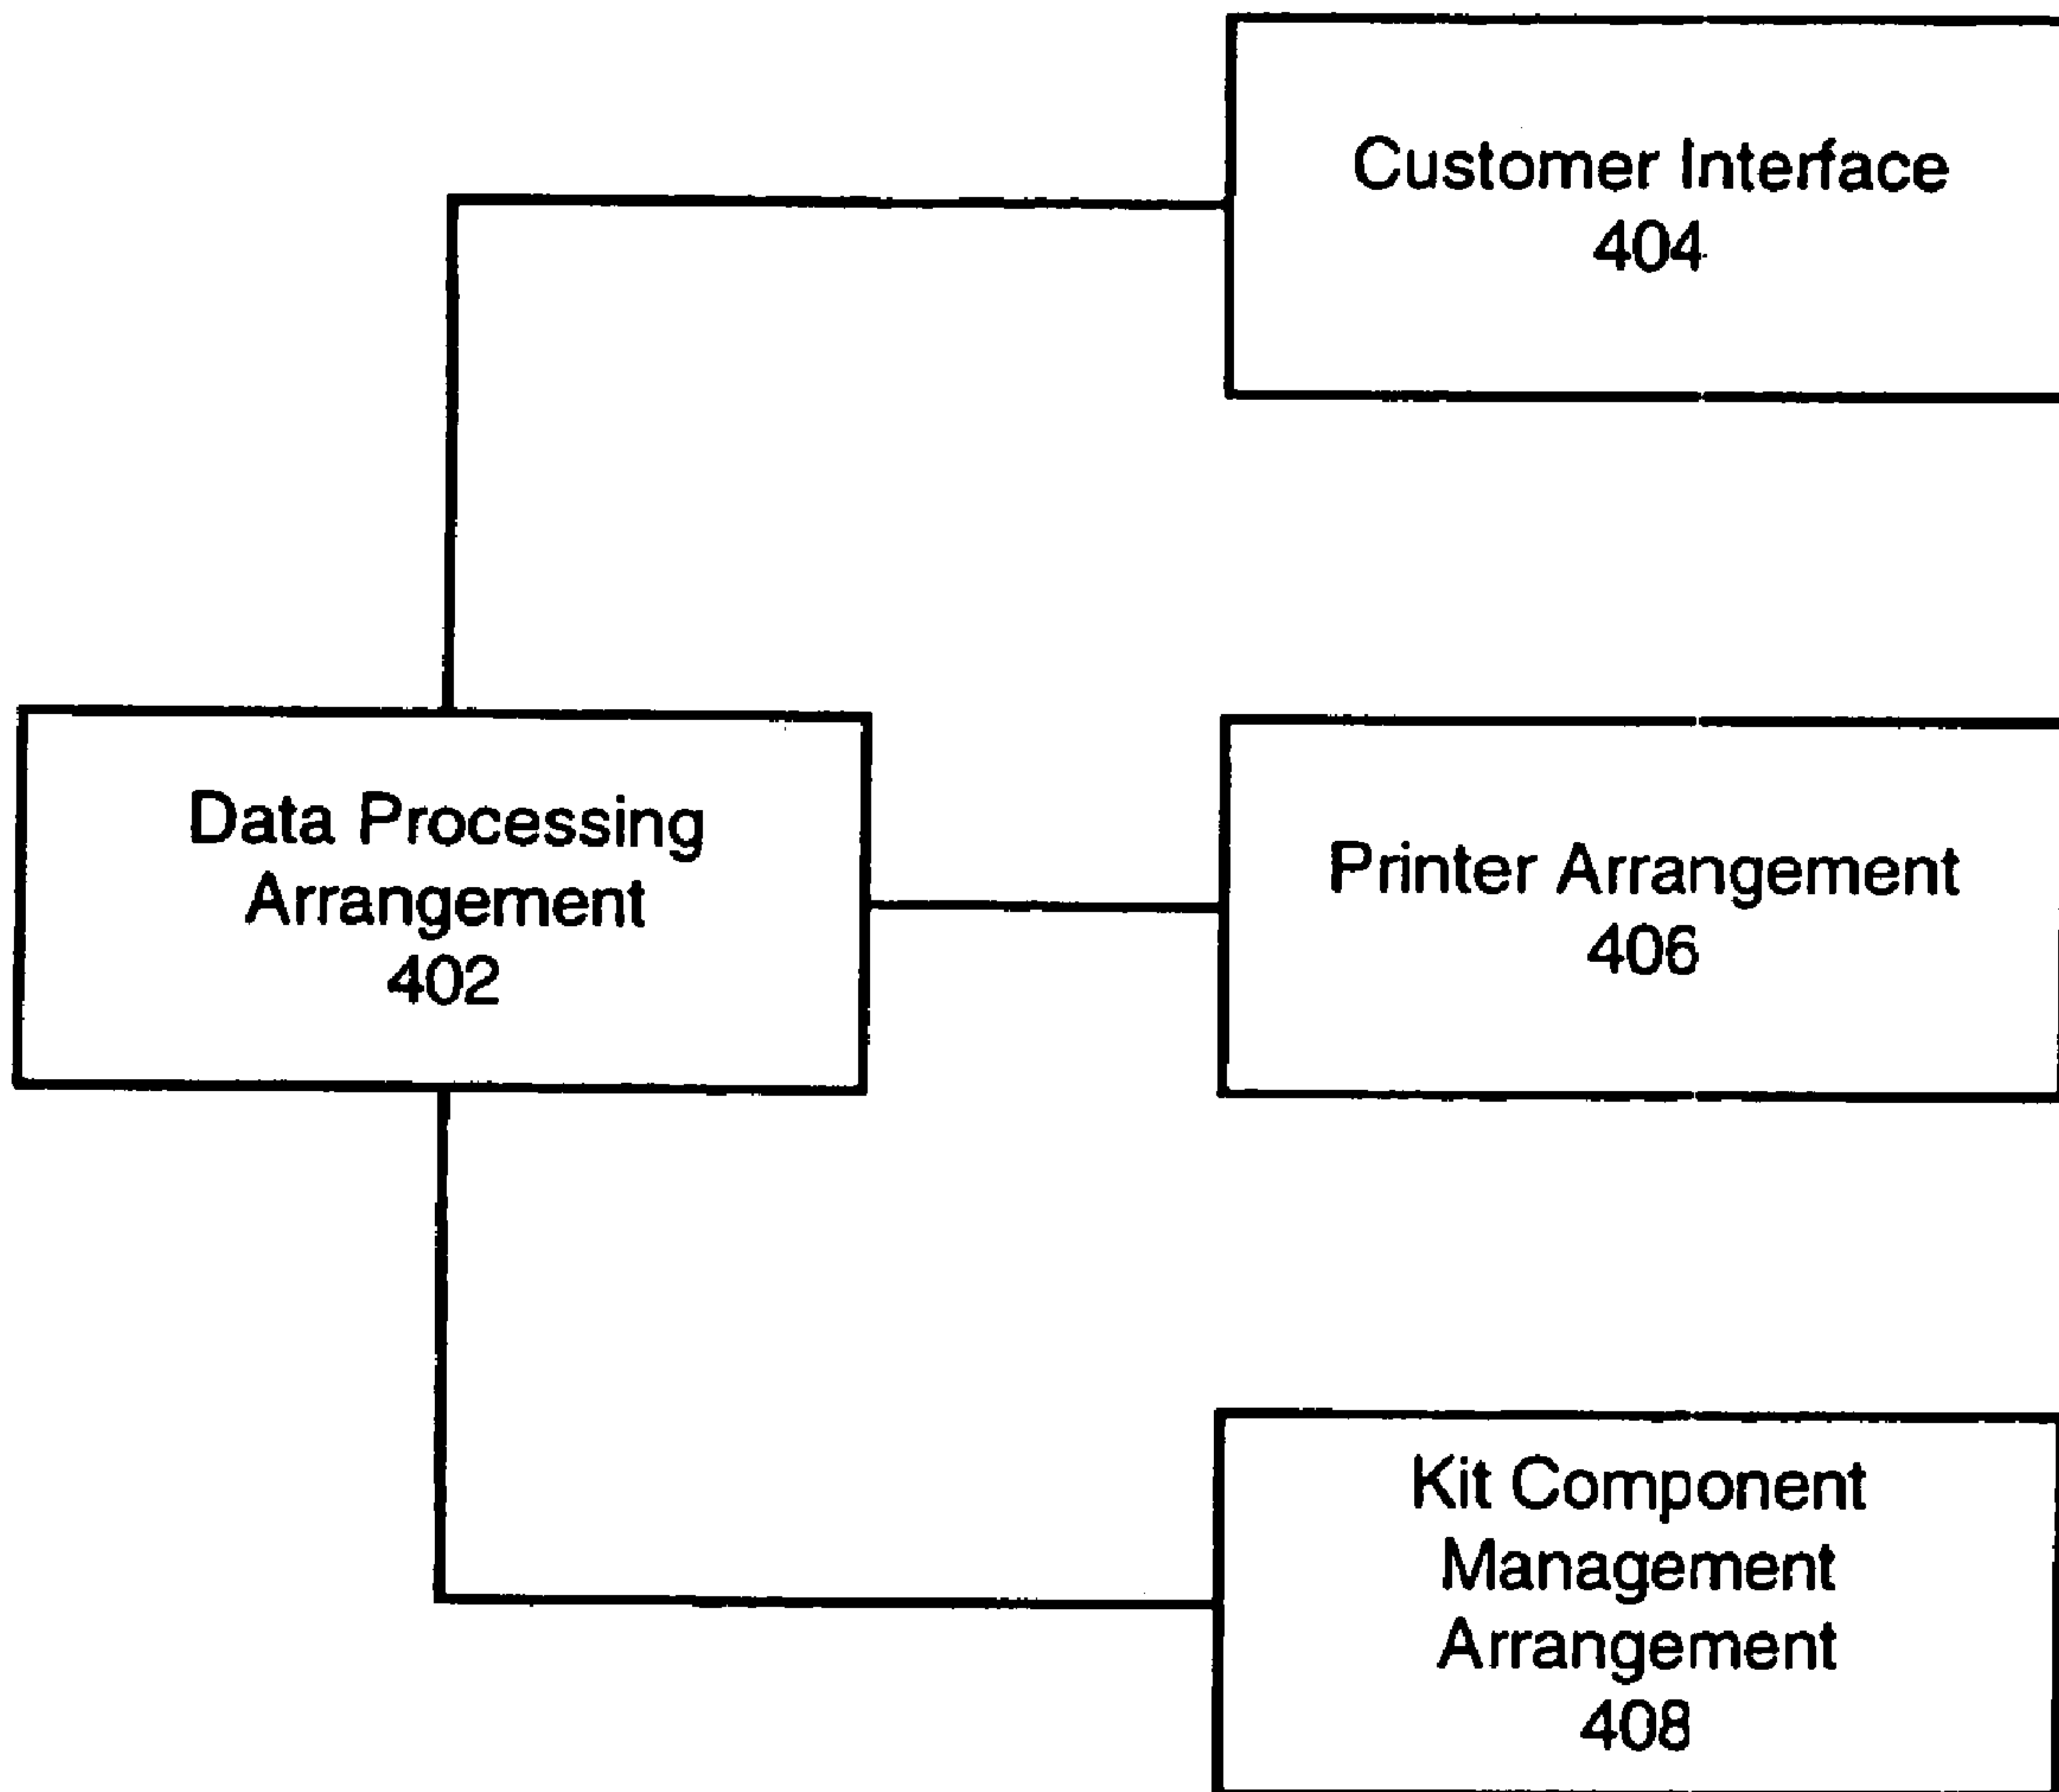 Customer Interface
404
Data Processing
Arrangement
402
Printer Arrangement
406
Kit Component
Management
Arrangement
408